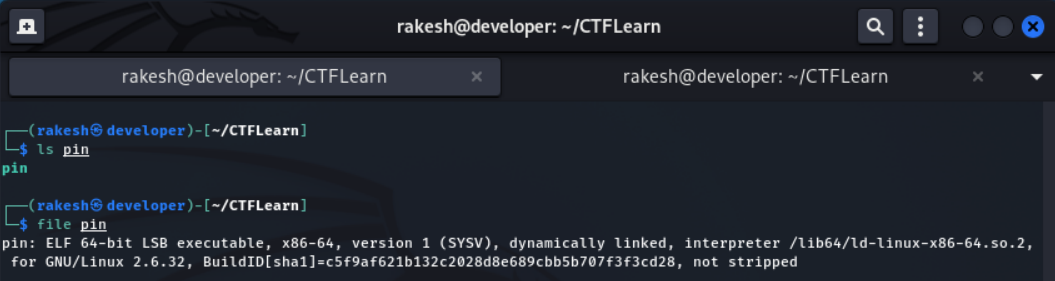 rakesh@developer: ~/CTFLearn
rakesh@developer: ~/CTFLearn × rakesh@developer: ~/CTFLearn ×
┌──(rakesh㉿developer)-[~/CTFLearn]
└─$ ls pin
pin
┌──(rakesh㉿developer)-[~/CTFLearn]
└─$ file pin
pin: ELF 64-bit LSB executable, x86-64, version 1 (SYSV), dynamically linked, interpreter /lib64/ld-linux-x86-64.so.2,
for GNU/Linux 2.6.32, BuildID[sha1]=c5f9af621b132c2028d8e689cbb5b707f3f3cd28, not stripped